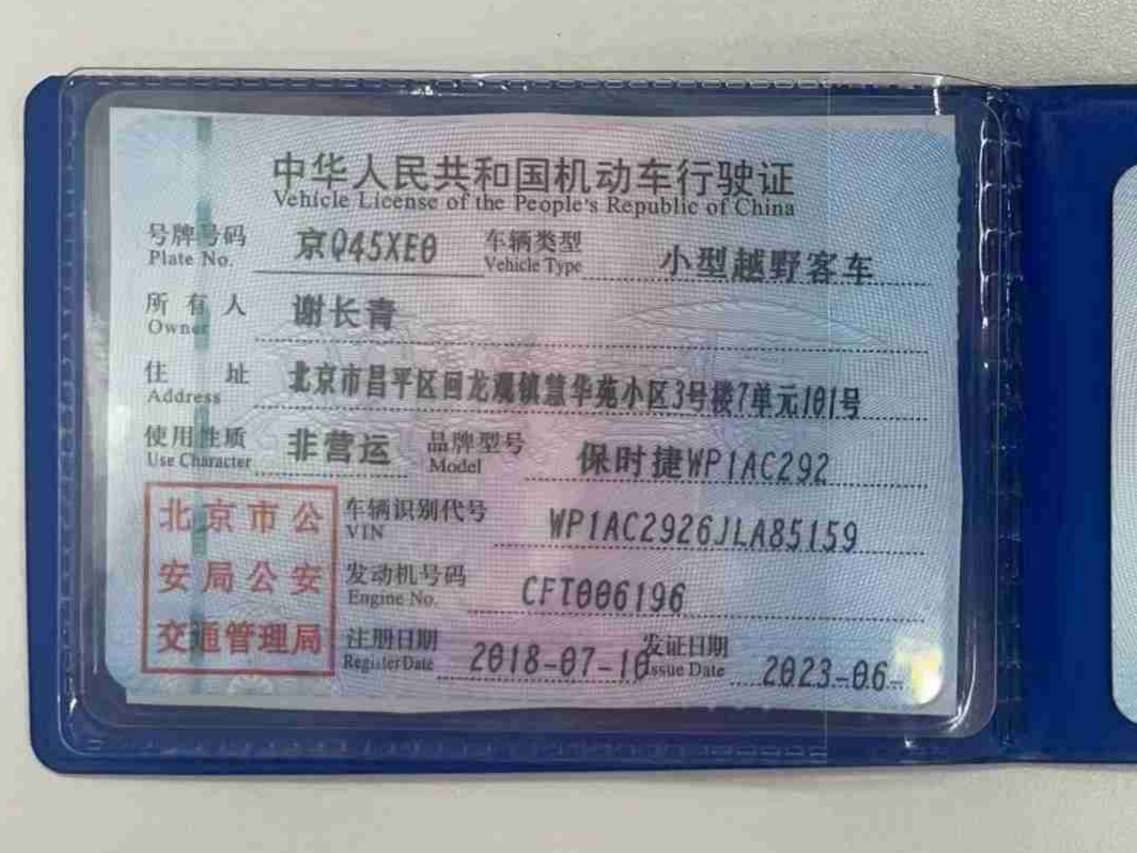 中华人民共和国机动车行驶证
Vehicle License of the People's Republic of China
号牌号码 京Q45XE0 车辆类型 小型越野客车
Plate No. Vehicle Type
所有人 谢长青
Owner
住址 北京市昌平区回龙观镇慧华苑小区3号楼7单元101号
Address
使用性质 非营运 品牌型号 保时捷WP1AC292
Use Character Model
北京市公
安局公安
交通管理局
车辆识别代号 WP1AC2926JLA85159
VIN
发动机号码 CFT006196
Engine No.
注册日期 2018-07-10 发证日期 2023-06-
Register Date Issue Date